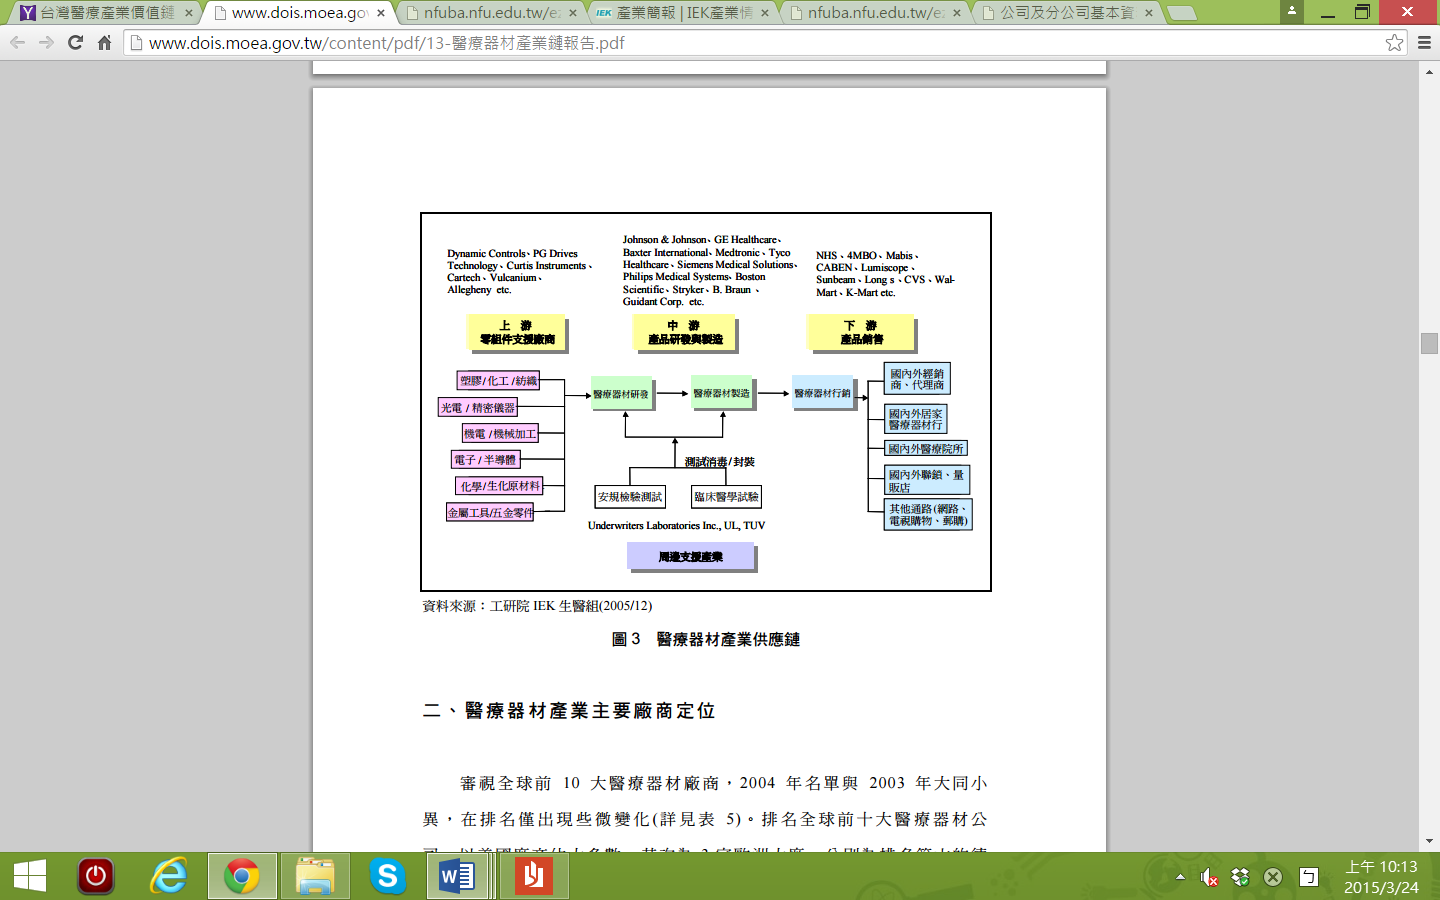 台灣醫療產業價值鏈
www.dois.moea.gov
nfuba.nfu.edu.tw/ez
IEK 產業簡報 | IEK產業情
nfuba.nfu.edu.tw/ez
公司及分公司基本資
www.dois.moea.gov.tw/content/pdf/13-醫療器材產業鏈報告.pdf
Dynamic Controls、PG Drives
Technology、Curtis Instruments、
Cartech、Vulcanium、
Allegheny etc.
Johnson & Johnson、GE Healthcare、
Baxter International、Medtronic、Tyco
Healthcare、Siemens Medical Solutions、
Philips Medical Systems、Boston
Scientific、Stryker、B. Braun、
Guidant Corp. etc.
NHS、4MBO、Mabis、
CABEN、Lumiscope、
Sunbeam、Long s、CVS、Wal-
Mart、K-Mart etc.
上 游
零組件支援廠商
中 游
產品研發與製造
下 游
產品銷售
塑膠/化工/紡織
光電/精密儀器
機電/機械加工
電子/半導體
化學/生化原材料
金屬工具/五金零件
醫療器材研發
醫療器材製造
醫療器材行銷
國內外經銷
商、代理商
國內外居家
醫療器材行
國內外醫療院所
國內外聯鎖、量
販店
其他通路(網路、
電視購物、郵購)
測試消毒/封裝
安規檢驗測試
臨床醫學試驗
Underwriters Laboratories Inc., UL, TUV
周邊支援產業
資料來源：工研院 IEK 生醫組(2005/12)
圖 3 醫療器材產業供應鏈
二、醫療器材產業主要廠商定位
審視全球前 10 大醫療器材廠商，2004 年名單與 2003 年大同小
異，在排名僅出現些微變化(詳見表 5)。排名全球前十大醫療器材公
上午 10:13
2015/3/24